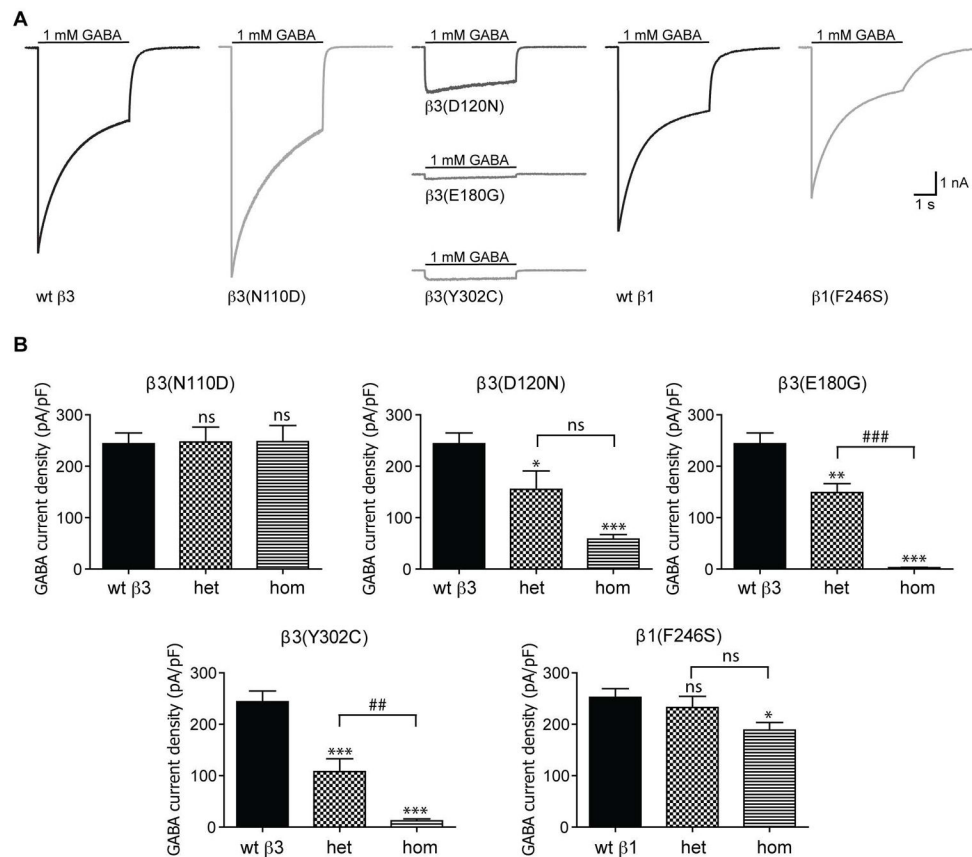 A
1 mM GABA
1 mM GABA
1 mM GABA
1 mM GABA
1 mM GABA
β3(D120N)
1 mM GABA
β3(E180G)
1 nA
1 s
1 mM GABA
wt β3
β3(N110D)
β3(Y302C)
wt β1
β1(F246S)
B
β3(N110D)
GABA current density (pA/pF)
300
200
100
0
ns
ns
wt β3
het
hom
β3(D120N)
GABA current density (pA/pF)
300
200
100
0
ns
*
***
wt β3
het
hom
β3(E180G)
GABA current density (pA/pF)
300
200
100
0
###
**
***
wt β3
het
hom
β3(Y302C)
GABA current density (pA/pF)
300
200
100
0
##
***
***
wt β3
het
hom
β1(F246S)
GABA current density (pA/pF)
300
200
100
0
ns
ns
*
wt β1
het
hom